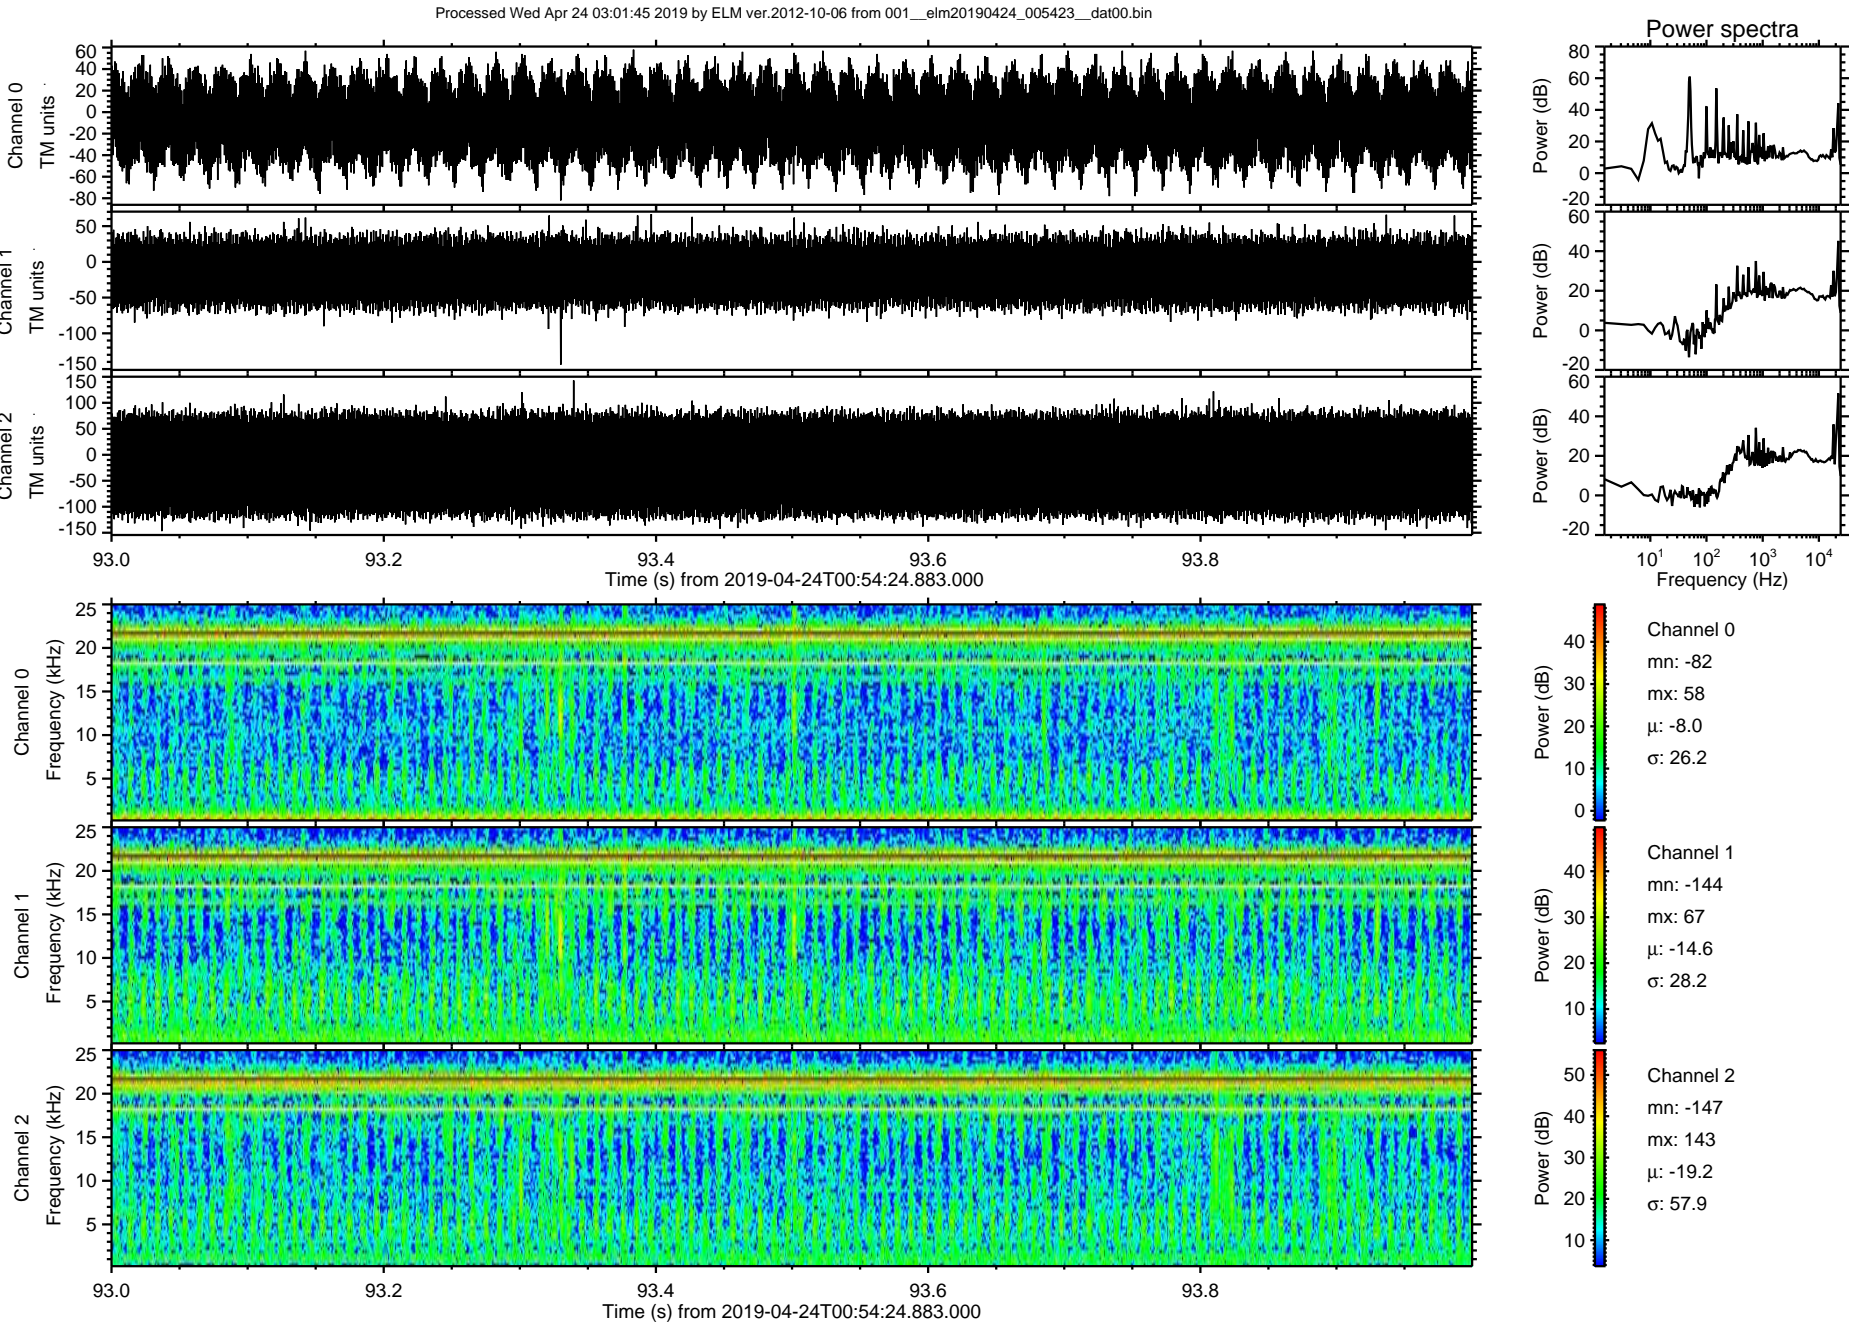 Processed Wed Apr 24 03:01:45 2019 by ELM ver.2012-10-06 from 001__elm20190424_005423__dat00.bin
Power spectra
Channel 0
TM units
60
40
20
0
-20
-40
-60
-80
Power (dB)
80
60
40
20
0
-20
Channel 1
TM units
50
0
-50
-100
-150
Power (dB)
60
40
20
0
-20
Channel 2
TM units
150
100
50
0
-50
-100
-150
Power (dB)
60
40
20
0
-20
93.0 93.2 93.4 93.6 93.8
Time (s) from 2019-04-24T00:54:24.883.000
10^1 10^2 10^3 10^4
Frequency (Hz)
Channel 0
Frequency (kHz)
25
20
15
10
5
Power (dB)
40
30
20
10
0
Channel 0
mn: -82
mx: 58
μ: -8.0
σ: 26.2
Channel 1
Frequency (kHz)
25
20
15
10
5
Power (dB)
40
30
20
10
Channel 1
mn: -144
mx: 67
μ: -14.6
σ: 28.2
Channel 2
Frequency (kHz)
25
20
15
10
5
Power (dB)
50
40
30
20
10
Channel 2
mn: -147
mx: 143
μ: -19.2
σ: 57.9
93.0 93.2 93.4 93.6 93.8
Time (s) from 2019-04-24T00:54:24.883.000